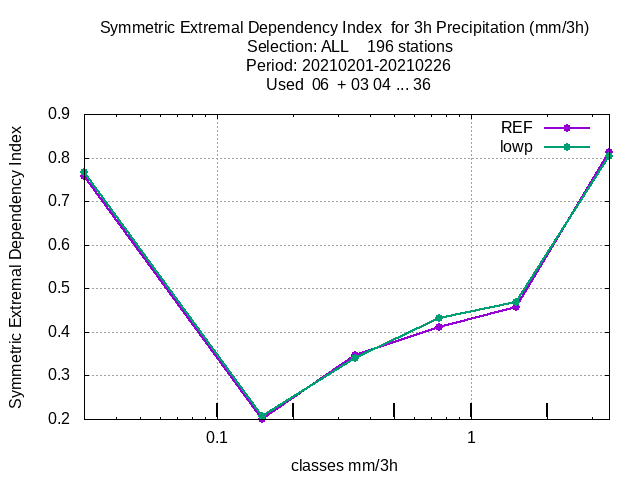 Symmetric Extremal Dependency Index  for 3h Precipitation (mm/3h)
Selection: ALL    196 stations
Period: 20210201-20210226
Used  06  + 03 04 ... 36
REF
lowp
Symmetric Extremal Dependency Index
0.9
0.8
0.7
0.6
0.5
0.4
0.3
0.2
0.1 1
classes mm/3h